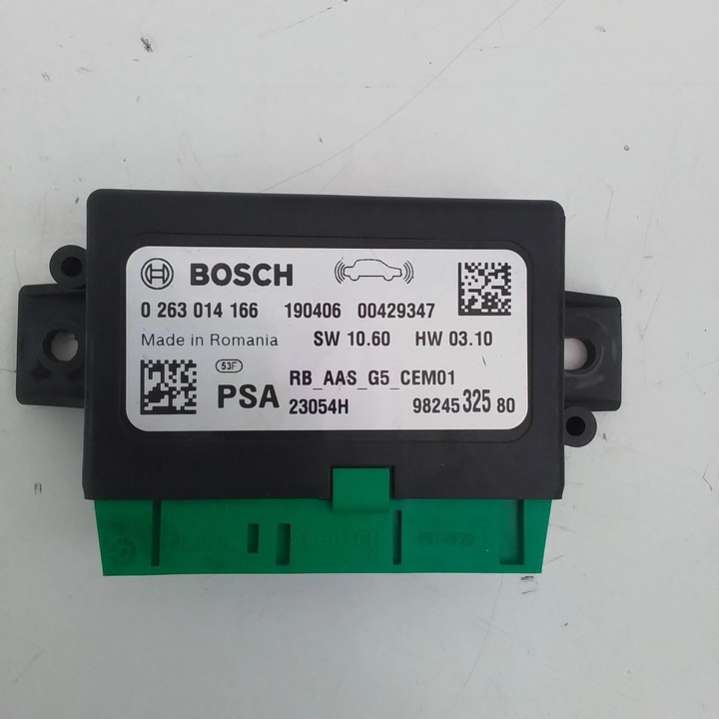 BOSCH
0 263 014 166 190406 00429347
Made in Romania SW 10.60 HW 03.10
53F
PSA RB_AAS_G5_CEM01
23054H 98245 325 80